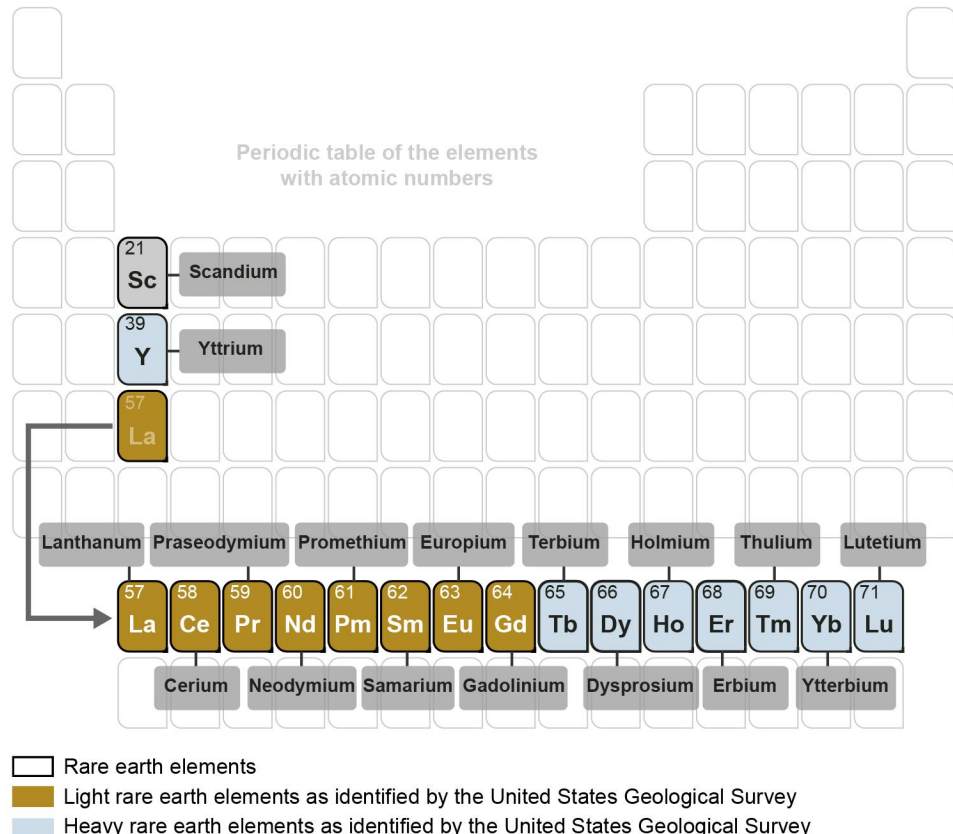 Periodic table of the elements
with atomic numbers
21
Sc
Scandium
39
Y
Yttrium
57
La
Lanthanum Praseodymium Promethium Europium Terbium Holmium Thulium Lutetium
57 58 59 60 61 62 63 64 65 66 67 68 69 70 71
La Ce Pr Nd Pm Sm Eu Gd Tb Dy Ho Er Tm Yb Lu
Cerium Neodymium Samarium Gadolinium Dysprosium Erbium Ytterbium
Rare earth elements
Light rare earth elements as identified by the United States Geological Survey
Heavy rare earth elements as identified by the United States Geological Survey